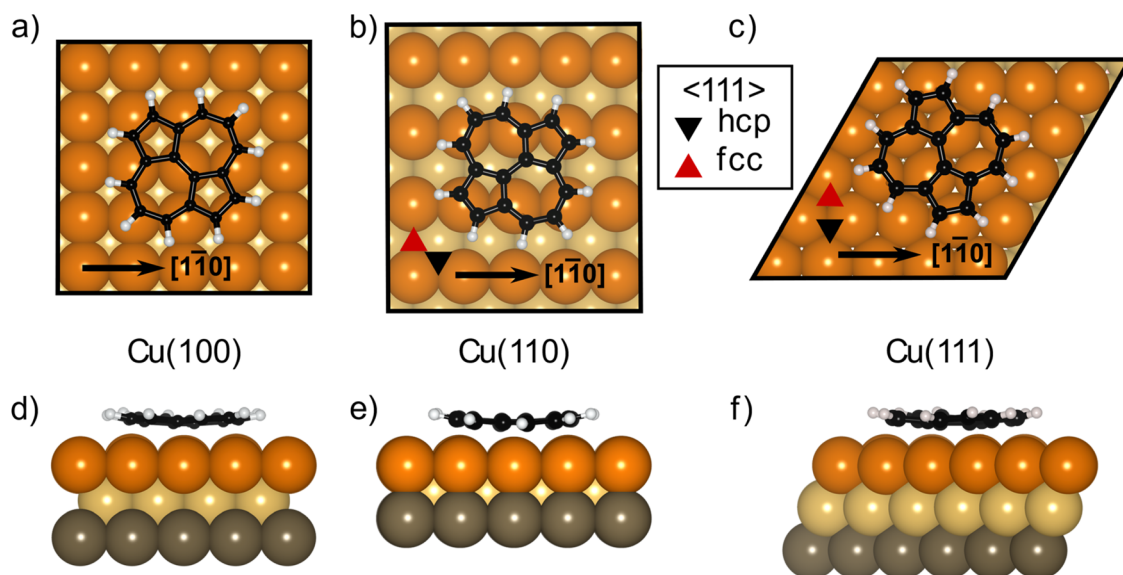 a)
b)
c)
<111>
hcp
fcc
[11̅0]
[11̅0]
[11̅0]
Cu(100)
Cu(110)
Cu(111)
d)
e)
f)